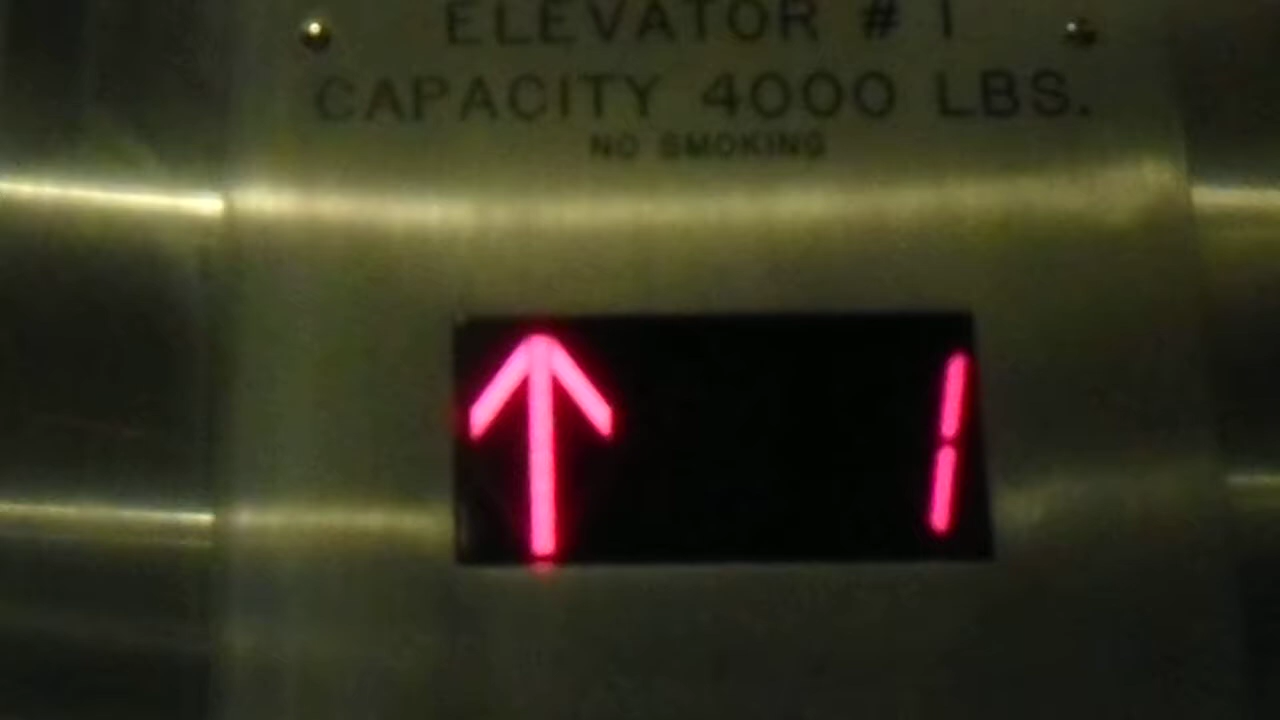 ELEVATOR # 1
CAPACITY 4000 LBS.
NO SMOKING
↑ 1